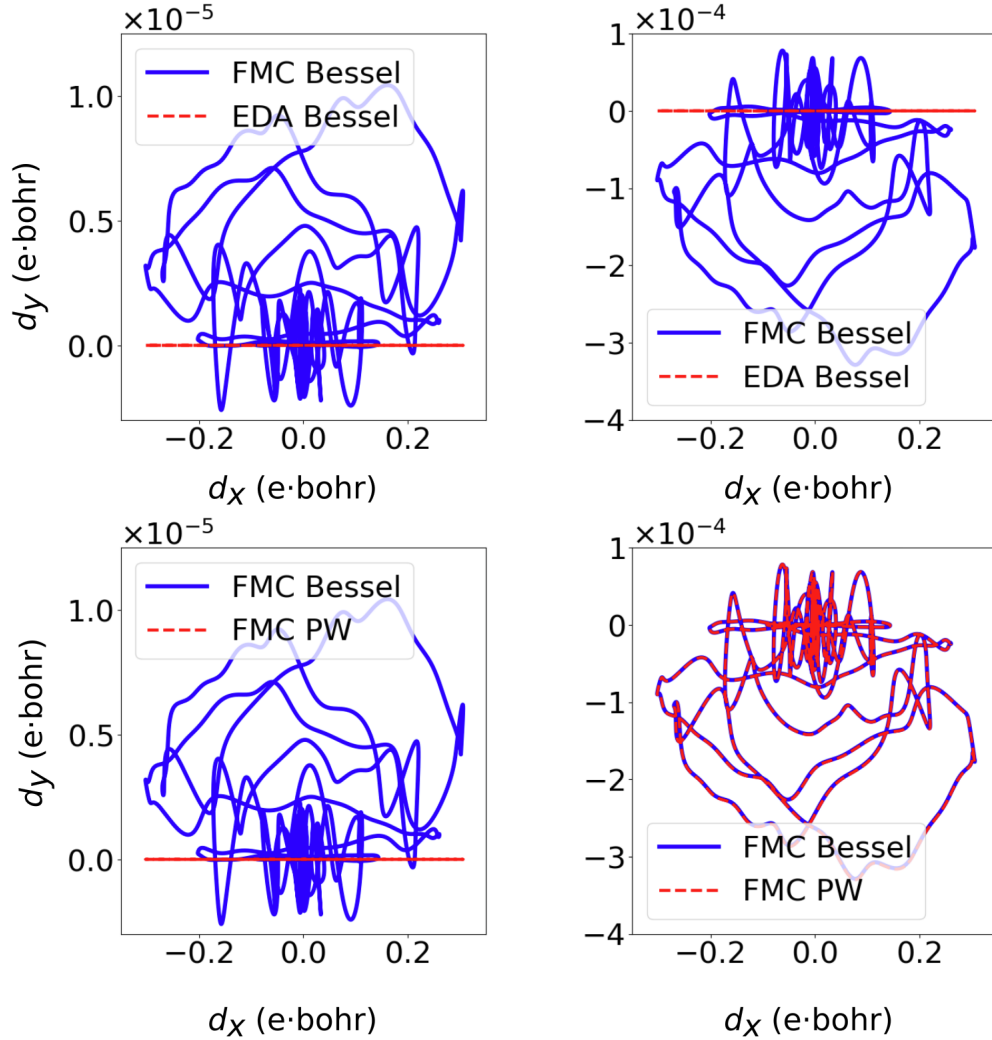 ×10⁻⁵
1.0
0.5
0.0
dy (e·bohr)
FMC Bessel
EDA Bessel
−0.2 0.0 0.2
dx (e·bohr)
×10⁻⁴
1
0
−1
−2
−3
−4
FMC Bessel
EDA Bessel
−0.2 0.0 0.2
dx (e·bohr)
×10⁻⁵
1.0
0.5
0.0
dy (e·bohr)
FMC Bessel
FMC PW
−0.2 0.0 0.2
dx (e·bohr)
×10⁻⁴
1
0
−1
−2
−3
−4
FMC Bessel
FMC PW
−0.2 0.0 0.2
dx (e·bohr)